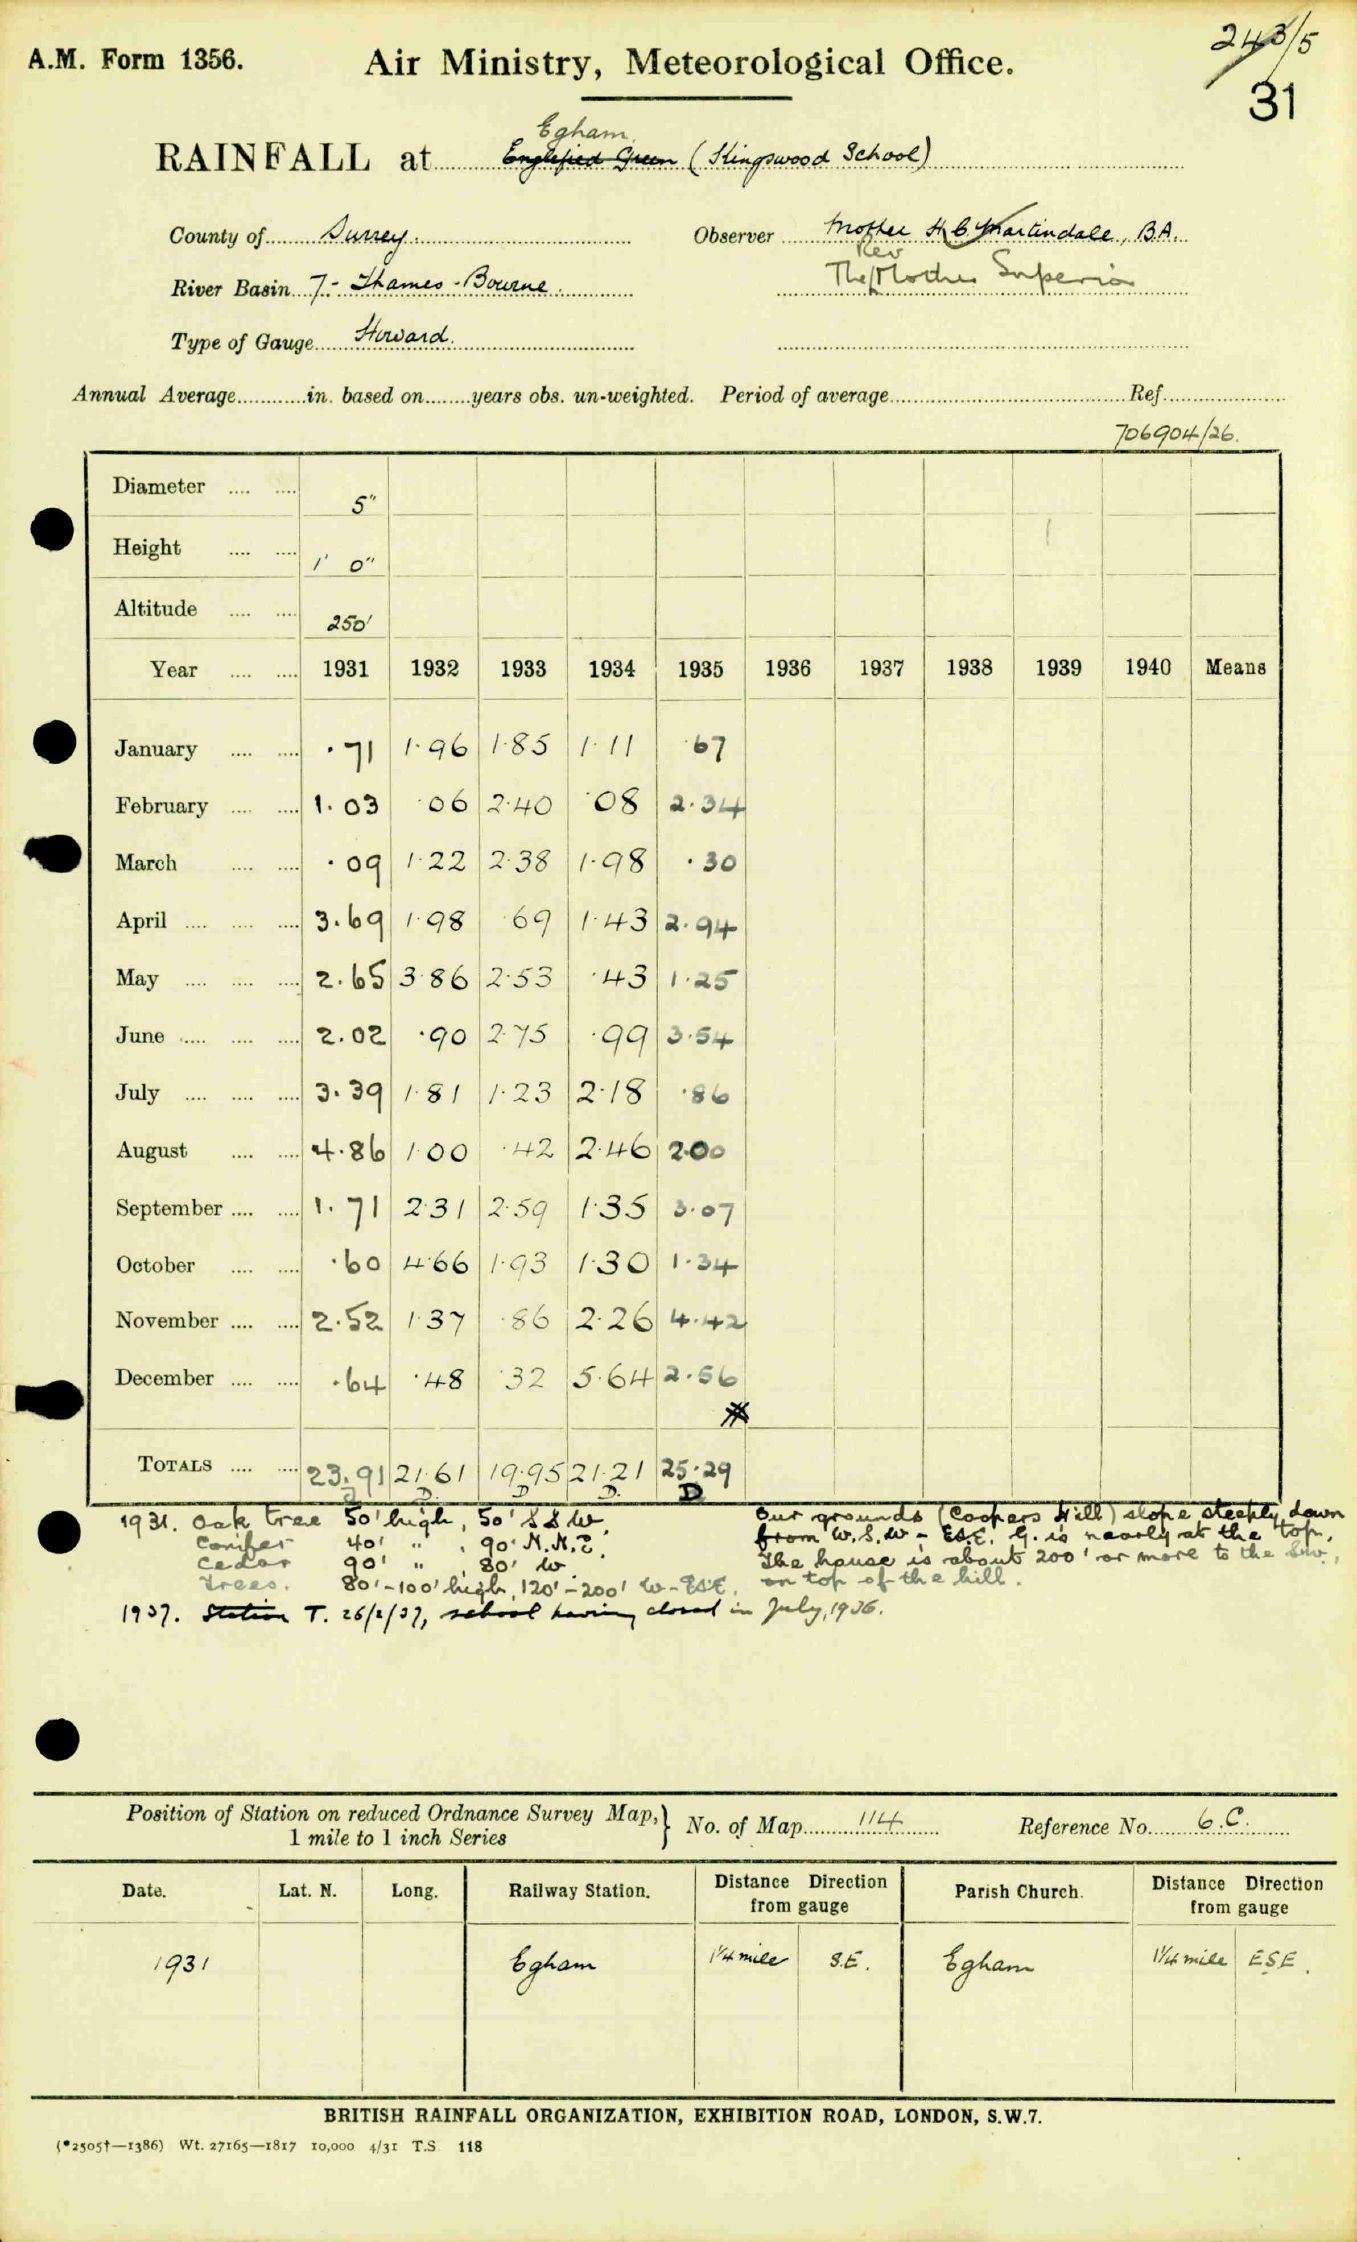 243/5
A.M. Form 1356. Air Ministry, Meteorological Office.
31
Egham
RAINFALL at Englefied Green (Kingswood School)
County of Surrey. Observer Mother H.C. Martindale, B.A.
Rev
River Basin 7- Thames - Bourne. The Mother Superior
Type of Gauge Howard.
Annual Average in. based on years obs. un-weighted. Period of average Ref.
706904/26.
Diameter 5"
Height 1' 0"
Altitude 250'
Year 1931 1932 1933 1934 1935 1936 1937 1938 1939 1940 Means
January .71 1.96 1.85 1.11 .67
February 1.03 .06 2.40 .08 2.34
March .09 1.22 2.38 1.98 .30
April 3.69 1.98 .69 1.43 2.94
May 2.65 3.86 2.53 .43 1.25
June 2.02 .90 2.75 .99 3.54
July 3.39 1.81 1.23 2.18 .86
August 4.86 1.00 .42 2.46 2.00
September 1.71 2.31 2.59 1.35 3.07
October .60 4.66 1.93 1.30 1.34
November 2.52 1.37 .86 2.26 4.42
December .64 .48 .32 5.64 2.56
TOTALS 23.91 21.61 19.95 21.21 25.29
D. D D. D
1931. Oak tree 50' high, 50' S S W. Our grounds (Coopers Hill) slope steeply down
Conifer 40' " , 90' N.N.E. from W.S.W - ESE. G. is nearly at the top.
Cedar 90' " , 80' W. The house is about 200' or more to the SW.,
Trees. 80'-100' high, 120'-200' W-ESE. on top of the hill.
1937. Station T. 26/2/37, school having closed in July, 1936.
Position of Station on reduced Ordnance Survey Map, } No. of Map 114 Reference No. 6.C.
1 mile to 1 inch Series
Date. Lat. N. Long. Railway Station. Distance Direction from gauge Parish Church. Distance Direction from gauge
1931 Egham 1¼ mile S.E. Egham 1¼ mile ESE.
BRITISH RAINFALL ORGANIZATION, EXHIBITION ROAD, LONDON, S.W.7.
(*2505†—1386) Wt. 27165—1817 10,000 4/31 T.S. 118